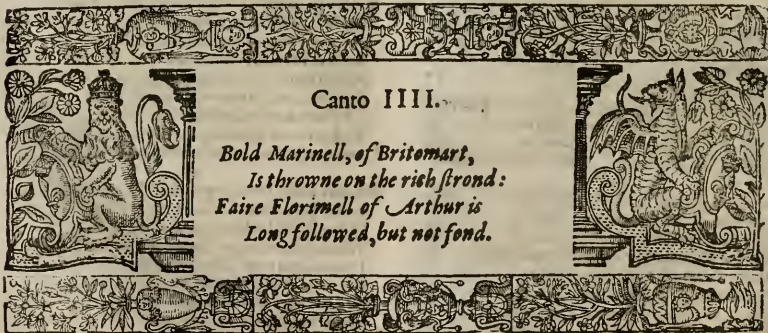 Canto IIII.
Bold Marinell, of Britomart,
Is throwne on the rich ſtrond:
Faire Florimell of Arthur is
Long followed, but not fond.